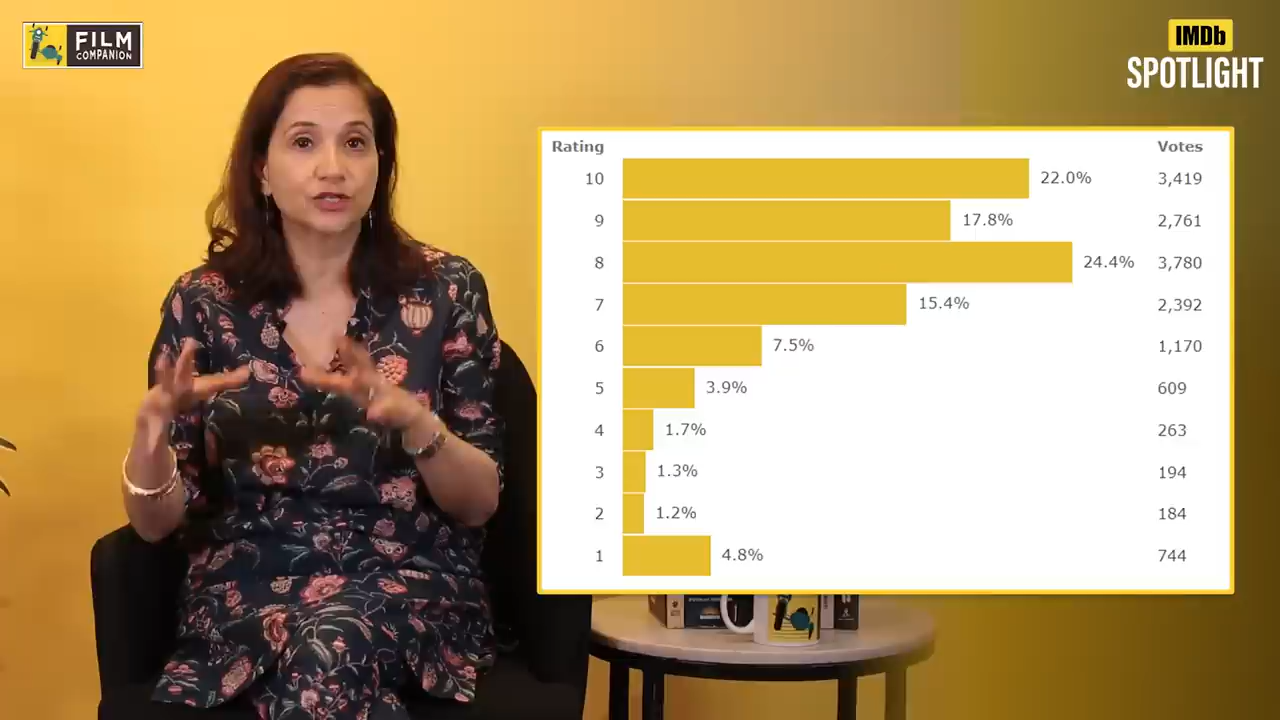 FILM
COMPANION
IMDb
SPOTLIGHT
Rating Votes
10 22.0% 3,419
9 17.8% 2,761
8 24.4% 3,780
7 15.4% 2,392
6 7.5% 1,170
5 3.9% 609
4 1.7% 263
3 1.3% 194
2 1.2% 184
1 4.8% 744